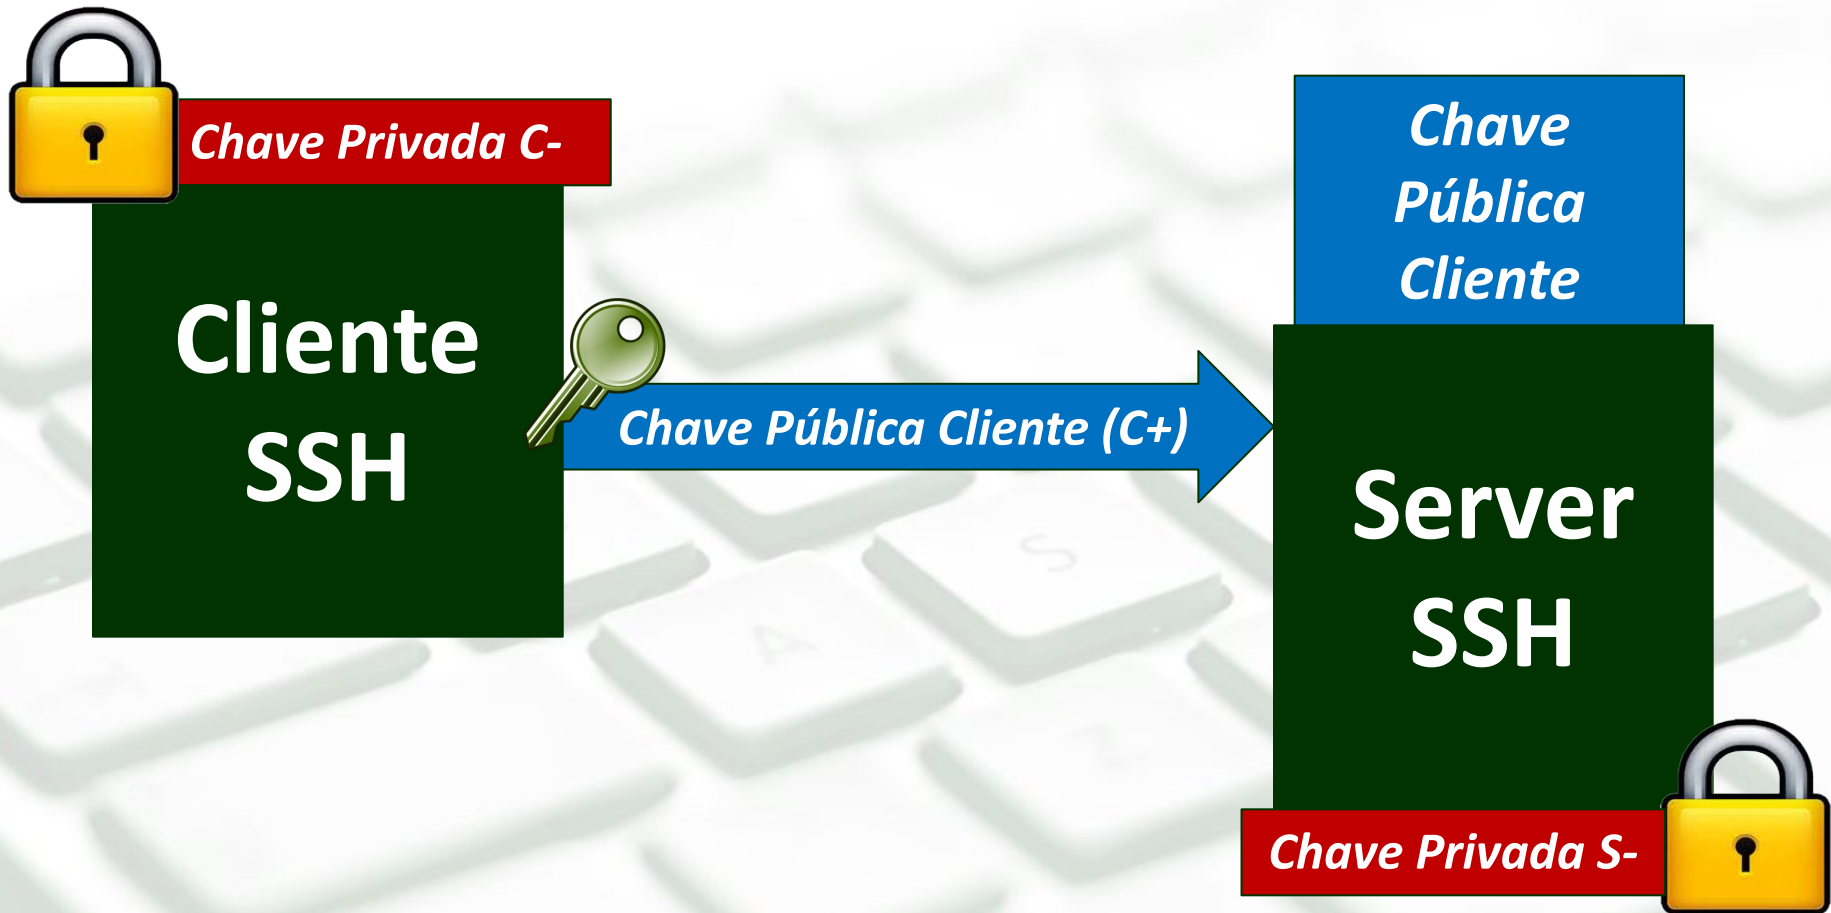 Chave Privada C-
Cliente
SSH
Chave Pública Cliente (C+)
Chave
Pública
Cliente
Server
SSH
Chave Privada S-
S
A
Z